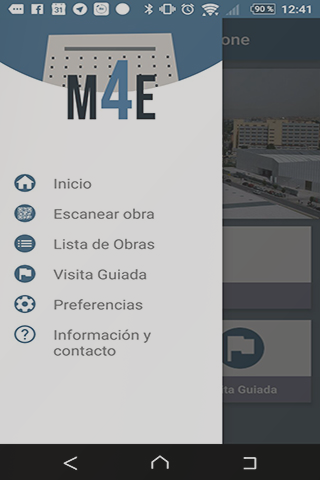 31
90 %
12:41
one
M4E
Inicio
Escanear obra
Lista de Obras
Visita Guiada
Preferencias
Información y
contacto
ta Guiada